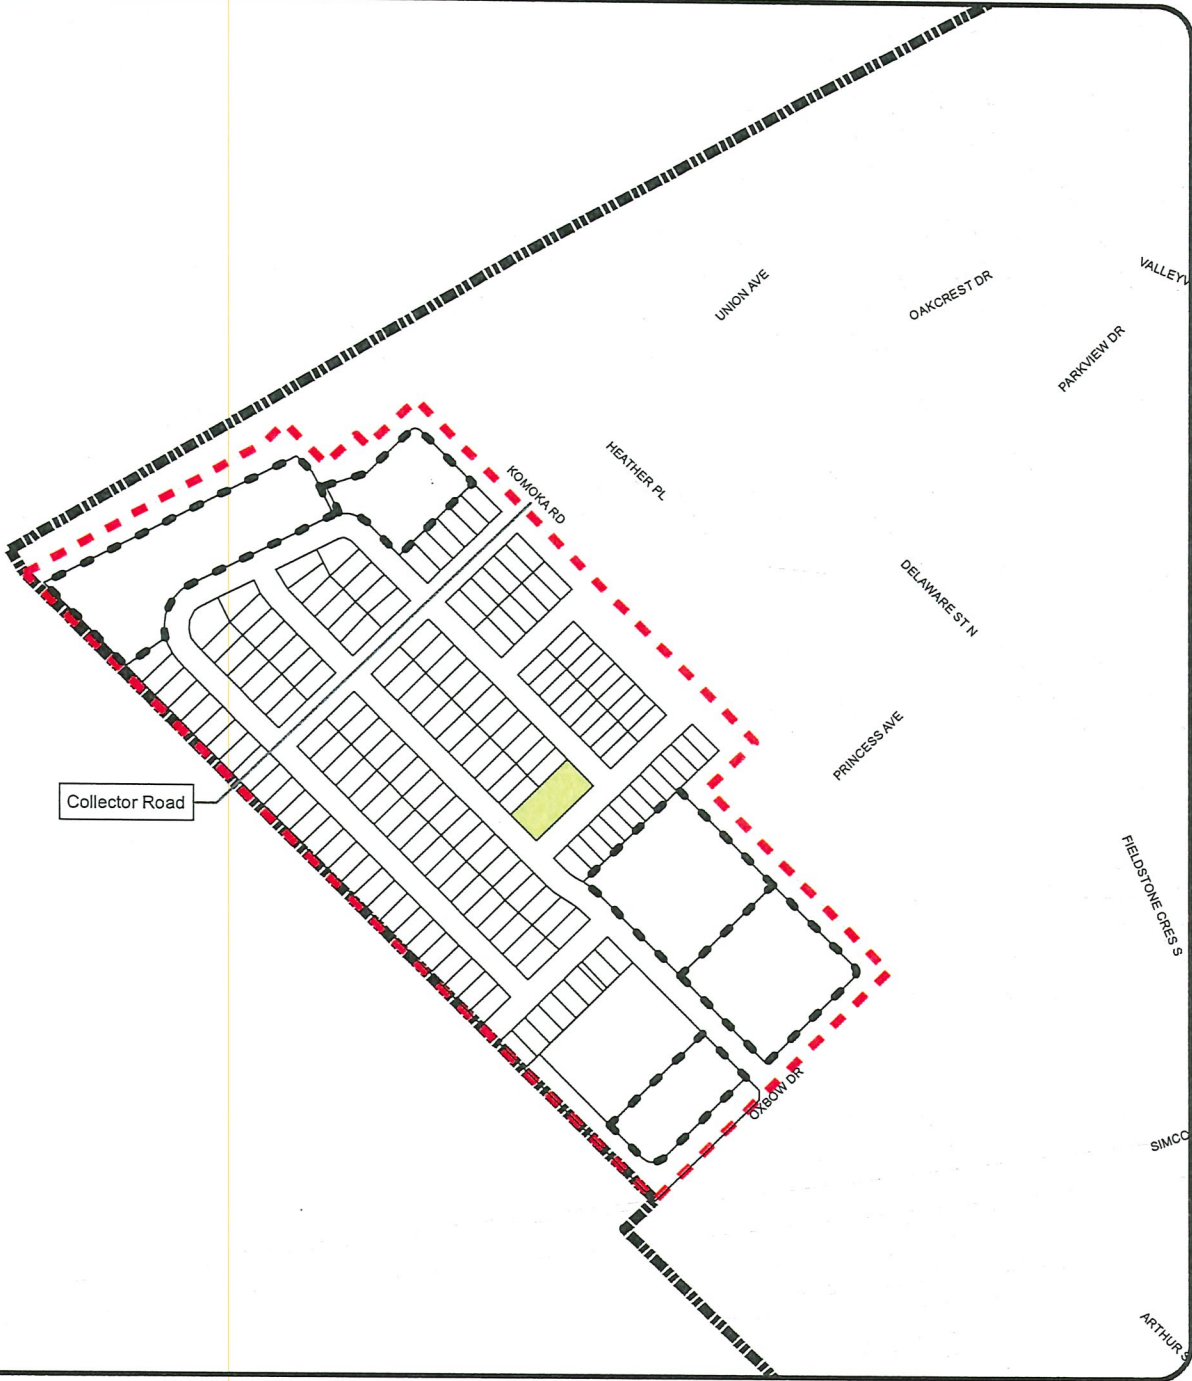 VALLEYV
UNION AVE
OAKCREST DR
PARKVIEW DR
HEATHER PL
KOMOKA RD
DELAWARE ST N
PRINCESS AVE
Collector Road
FIELDSTONE CRES S
OXBOW DR
SIMCO
ARTHUR S